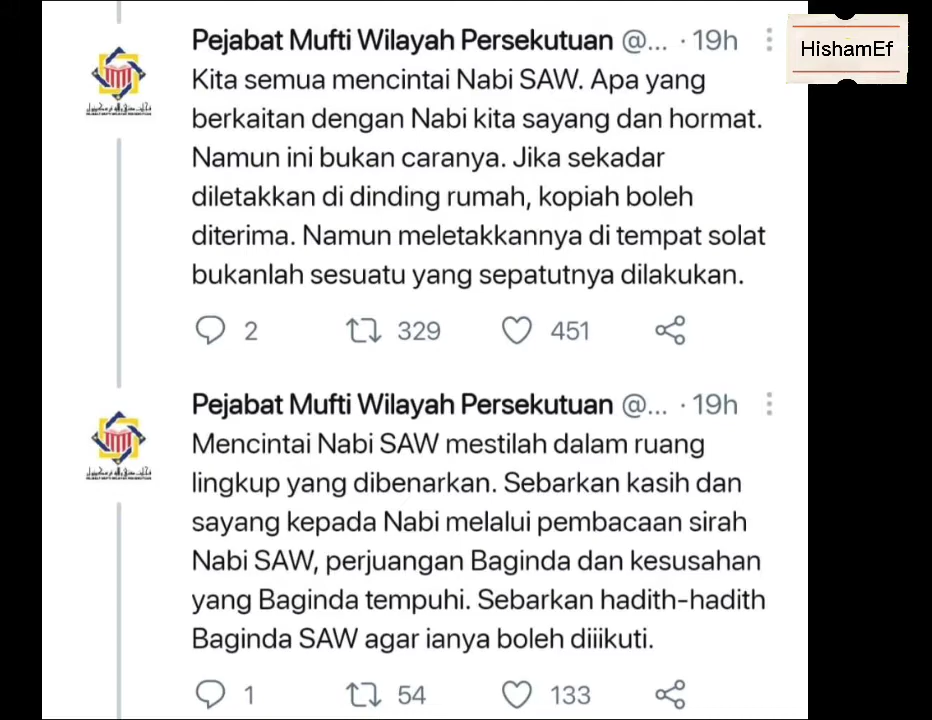 HishamEf
Pejabat Mufti Wilayah Persekutuan @... · 19h
Kita semua mencintai Nabi SAW. Apa yang
berkaitan dengan Nabi kita sayang dan hormat.
Namun ini bukan caranya. Jika sekadar
diletakkan di dinding rumah, kopiah boleh
diterima. Namun meletakkannya di tempat solat
bukanlah sesuatu yang sepatutnya dilakukan.
2 329 451
Pejabat Mufti Wilayah Persekutuan @... · 19h
Mencintai Nabi SAW mestilah dalam ruang
lingkup yang dibenarkan. Sebarkan kasih dan
sayang kepada Nabi melalui pembacaan sirah
Nabi SAW, perjuangan Baginda dan kesusahan
yang Baginda tempuhi. Sebarkan hadith-hadith
Baginda SAW agar ianya boleh diiikuti.
1 54 133